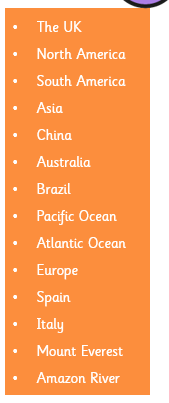 • The UK
• North America
• South America
• Asia
• China
• Australia
• Brazil
• Pacific Ocean
• Atlantic Ocean
• Europe
• Spain
• Italy
• Mount Everest
• Amazon River